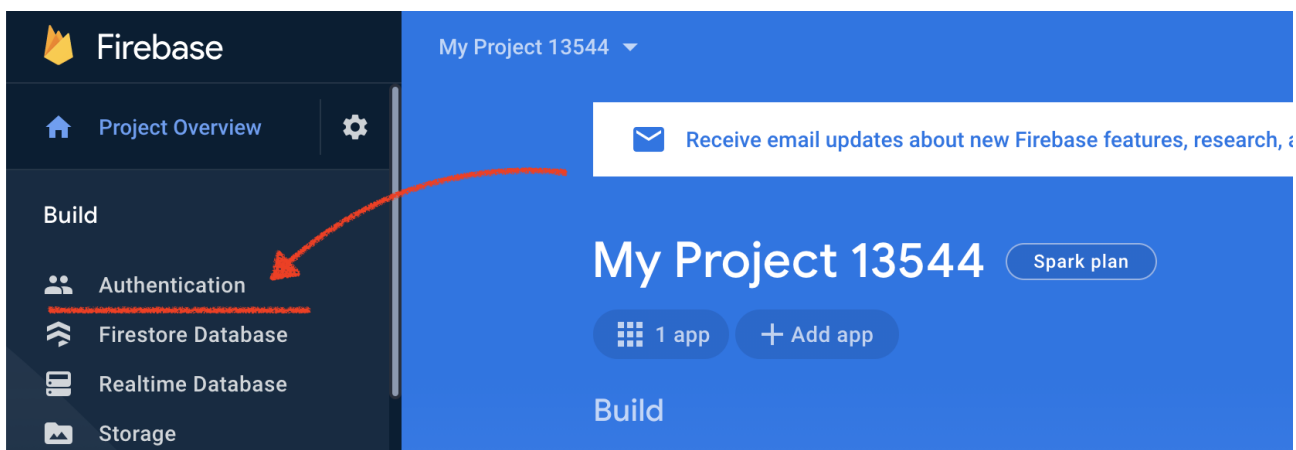 Firebase
My Project 13544
Project Overview
Receive email updates about new Firebase features, research,
Build
My Project 13544
Spark plan
Authentication
1 app
Add app
Firestore Database
Realtime Database
Build
Storage